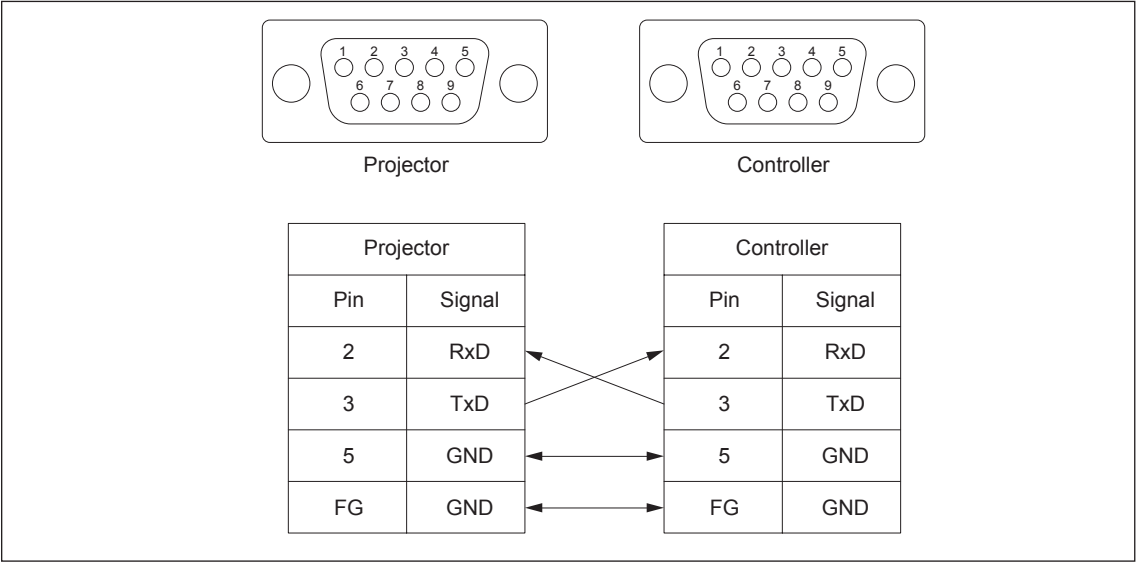 1 2 3 4 5 1 2 3 4 5
6 7 8 9 6 7 8 9
Projector Controller
Projector Controller
Pin Signal Pin Signal
2 RxD 2 RxD
3 TxD 3 TxD
5 GND 5 GND
FG GND FG GND